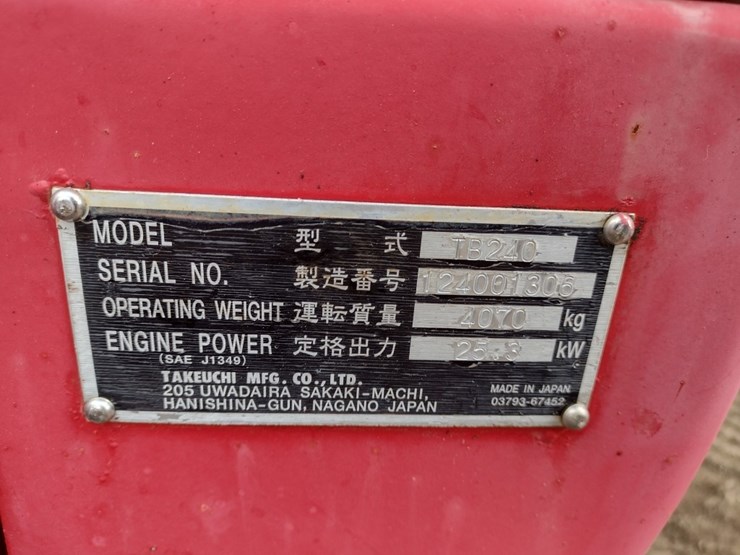 MODEL 型式 TB240
SERIAL NO. 製造番号 124001306
OPERATING WEIGHT 運転質量 4070 kg
ENGINE POWER 定格出力 25.3 kW
(SAE J1349)
TAKEUCHI MFG. CO., LTD.
205 UWADAIRA SAKAKI-MACHI,
HANISHINA-GUN, NAGANO JAPAN
MADE IN JAPAN
03793-67452